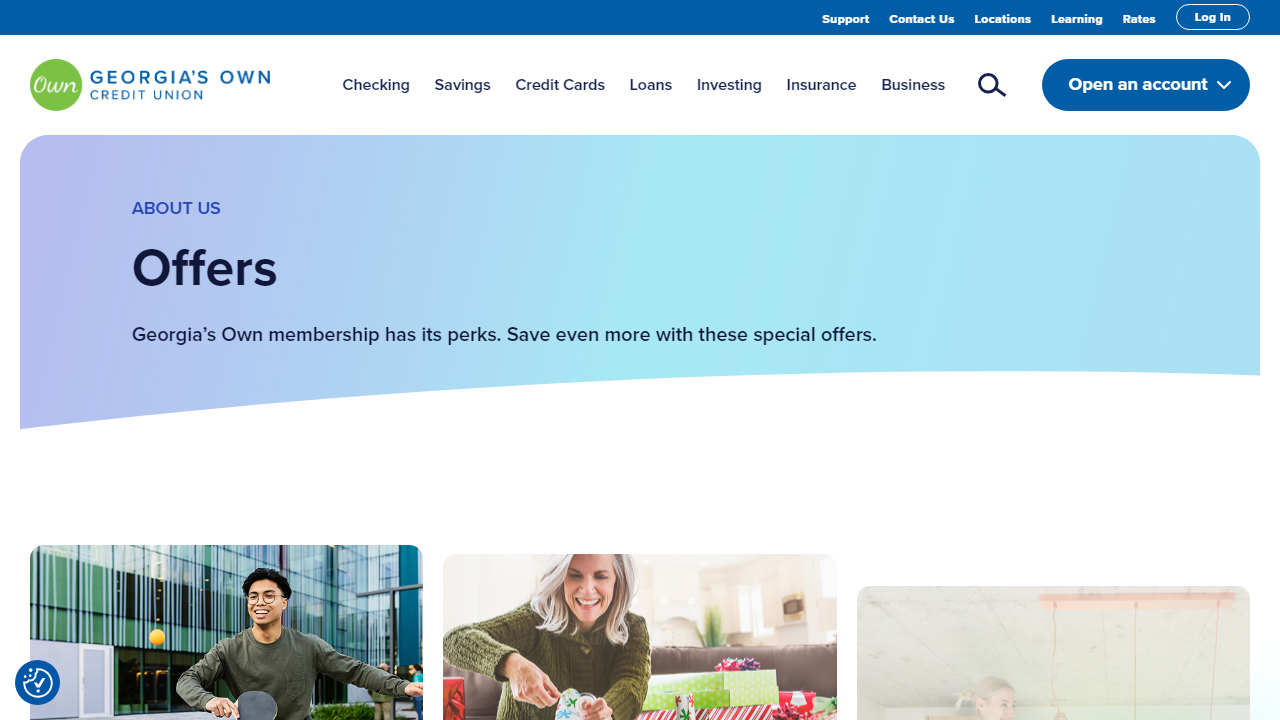 Support Contact Us Locations Learning Rates Log In
Own GEORGIA'S OWN
CREDIT UNION
Checking Savings Credit Cards Loans Investing Insurance Business Open an account
ABOUT US
Offers
Georgia’s Own membership has its perks. Save even more with these special offers.